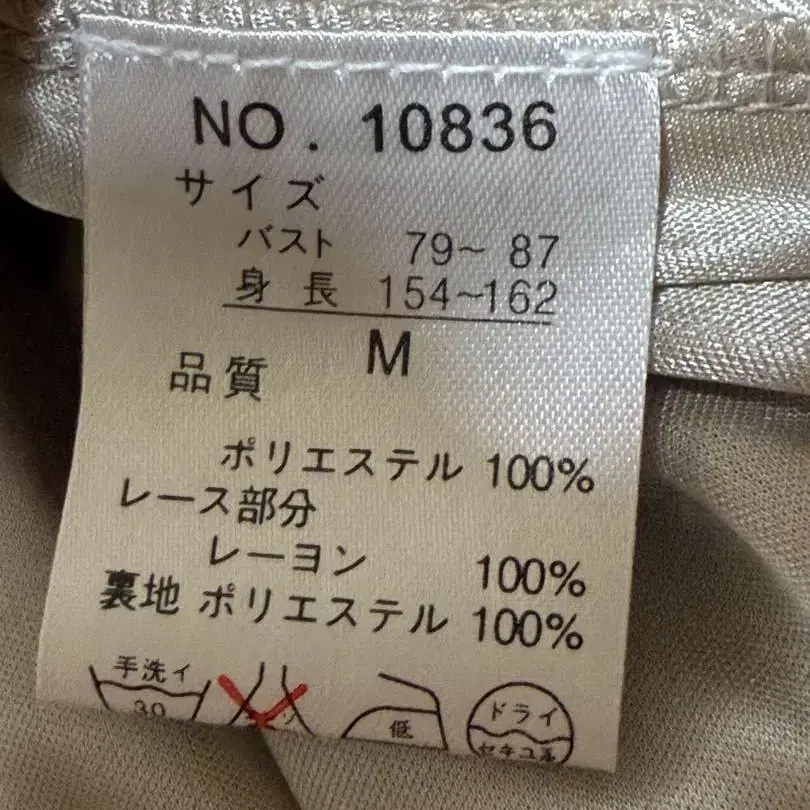 NO. 10836
サイズ
バスト 79~ 87
身長 154~162
M
品質
ポリエステル 100%
レース部分
レーヨン 100%
裏地 ポリエステル 100%
手洗イ
30
低
ドライ
セキユ系